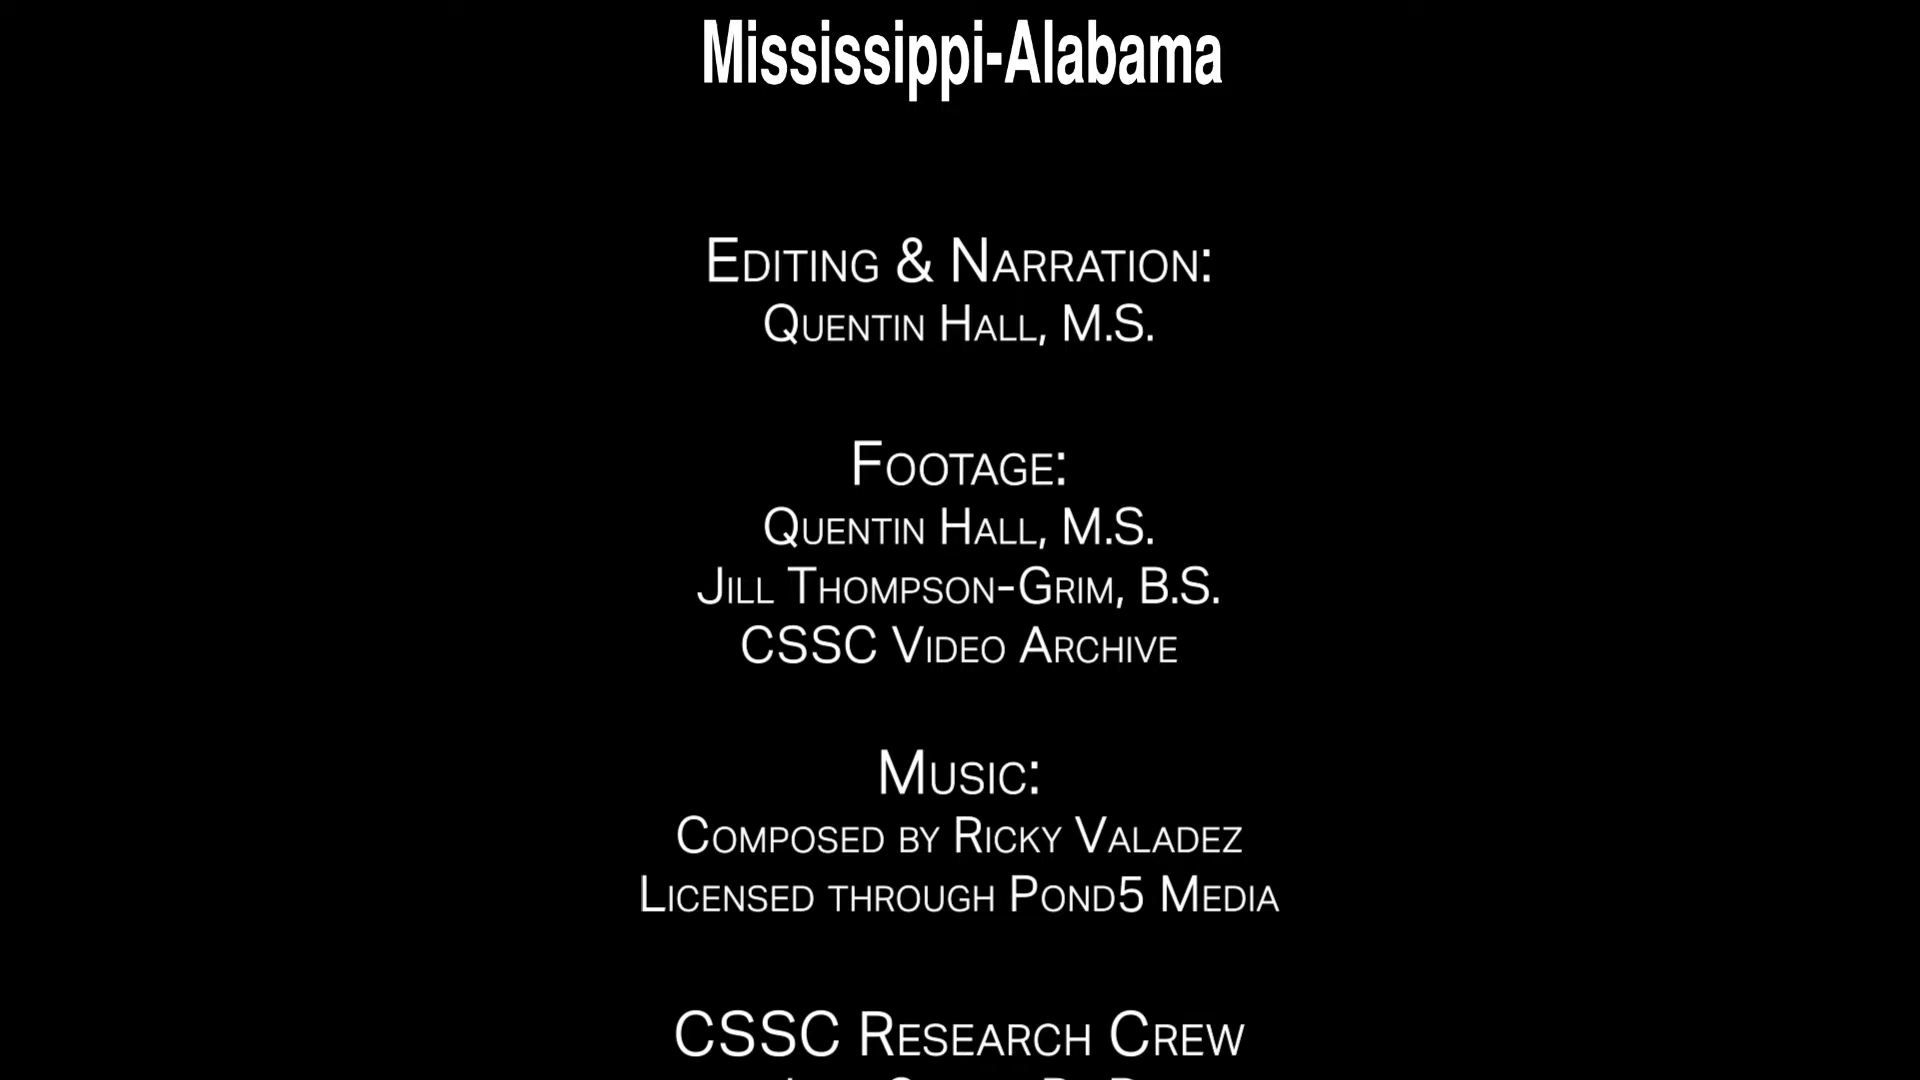 Mississippi-Alabama
Editing & Narration:
Quentin Hall, M.S.
Footage:
Quentin Hall, M.S.
Jill Thompson-Grim, B.S.
CSSC Video Archive
Music:
Composed by Ricky Valadez
Licensed through Pond5 Media
CSSC Research Crew